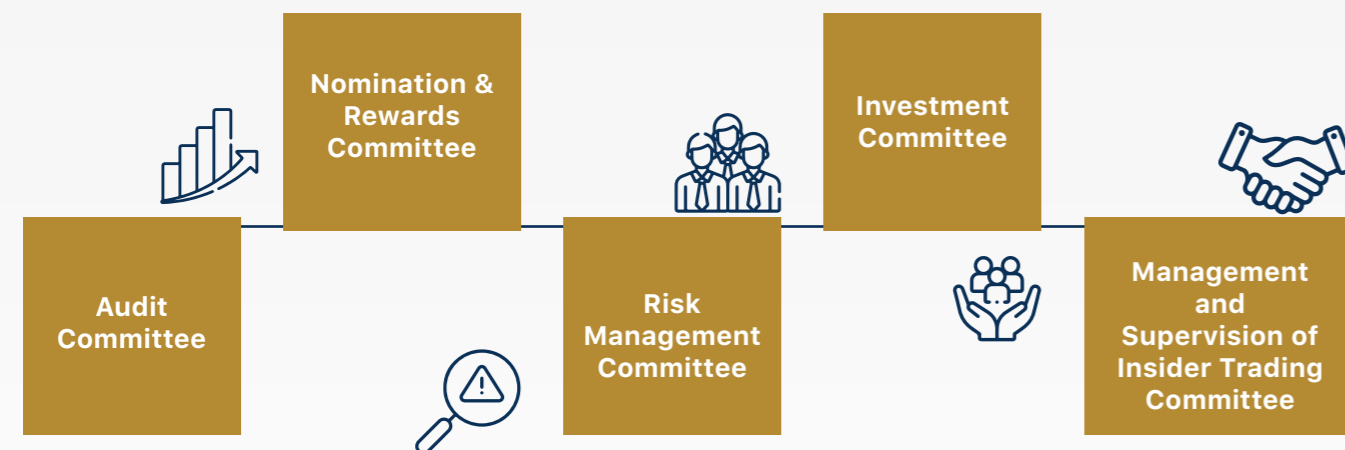 Nomination &
Rewards
Committee
Investment
Committee
Audit
Committee
Risk
Management
Committee
Management
and
Supervision of
Insider Trading
Committee